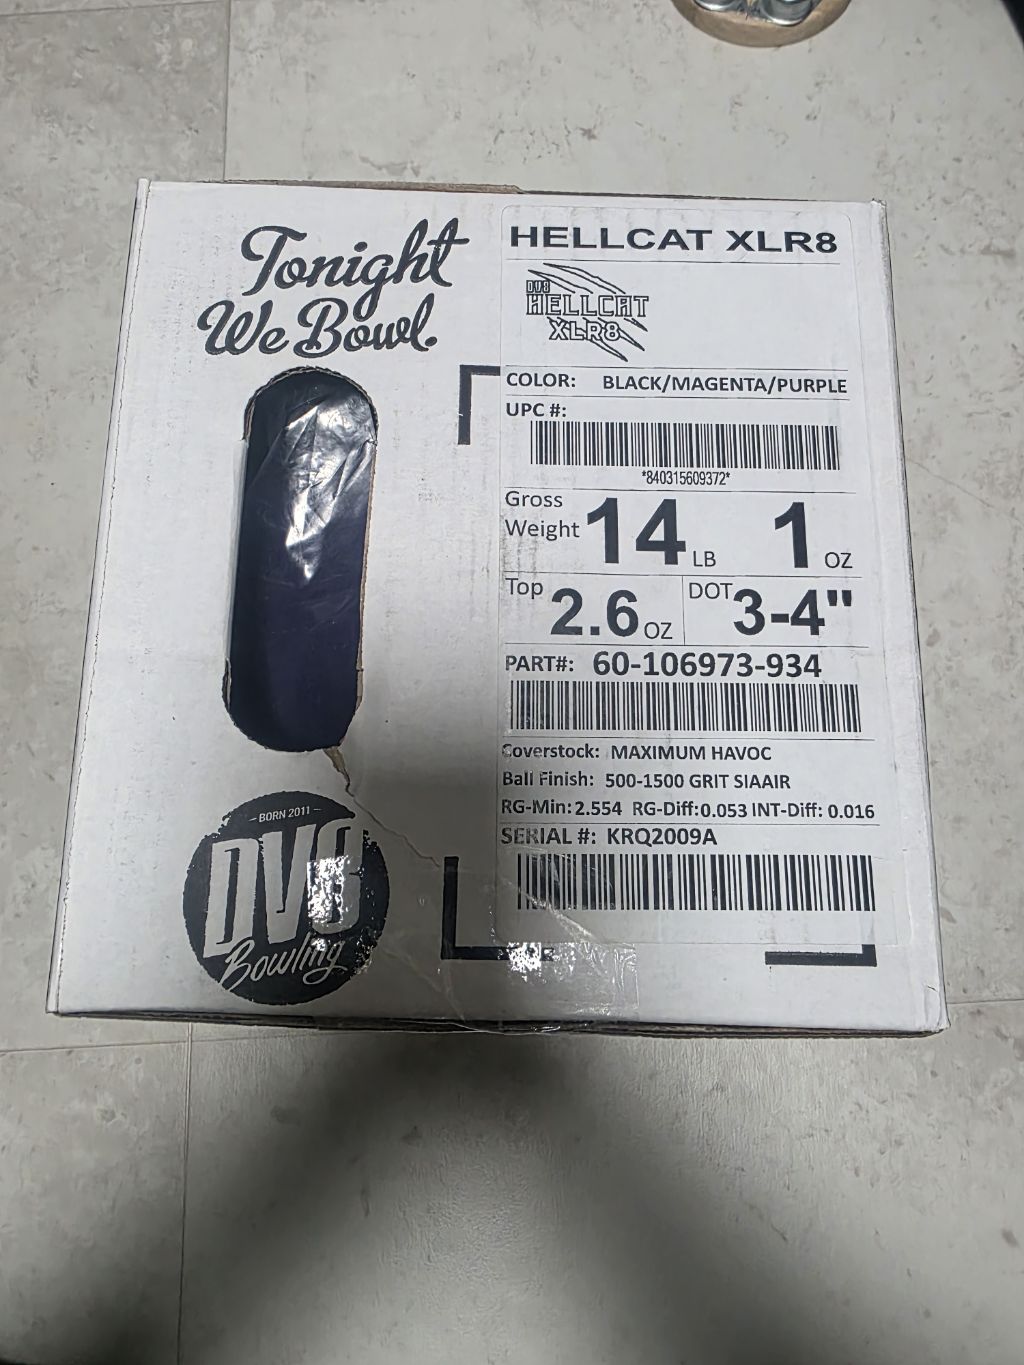 Tonight
We Bowl.
HELLCAT XLR8
DV8
HELLCAT
XLR8
COLOR: BLACK/MAGENTA/PURPLE
UPC #:
*840315609372*
Gross
Weight 14 LB 1 OZ
Top 2.6 OZ DOT 3-4"
PART#: 60-106973-934
Coverstock: MAXIMUM HAVOC
Ball Finish: 500-1500 GRIT SIAAIR
RG-Min: 2.554 RG-Diff: 0.053 INT-Diff: 0.016
SERIAL #: KRQ2009A
– BORN 2011 –
DV8
Bowling